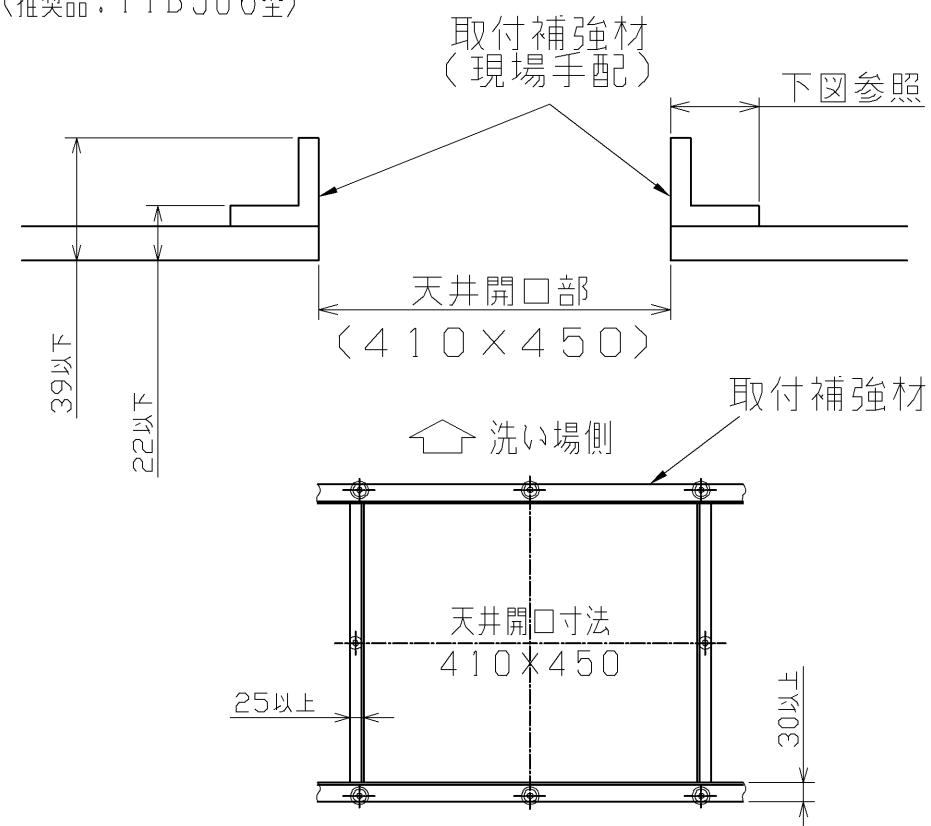 取付補強材
(現場手配)
下図参照
天井開口部
(410×450)
39以下
22以下
取付補強材
洗い場側
天井開口寸法
410×450
25以上
30以上